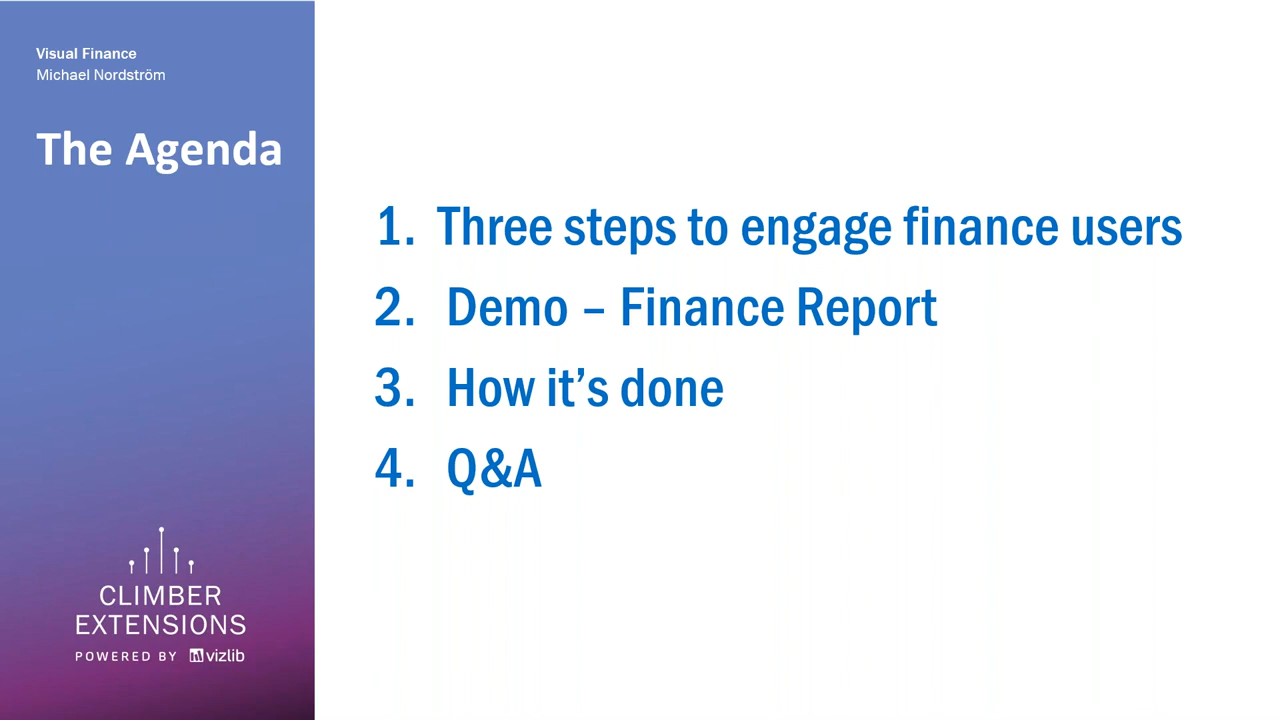 Visual Finance
Michael Nordström
The Agenda
1. Three steps to engage finance users
2. Demo – Finance Report
3. How it’s done
4. Q&A
CLIMBER
EXTENSIONS
POWERED BY vizlib